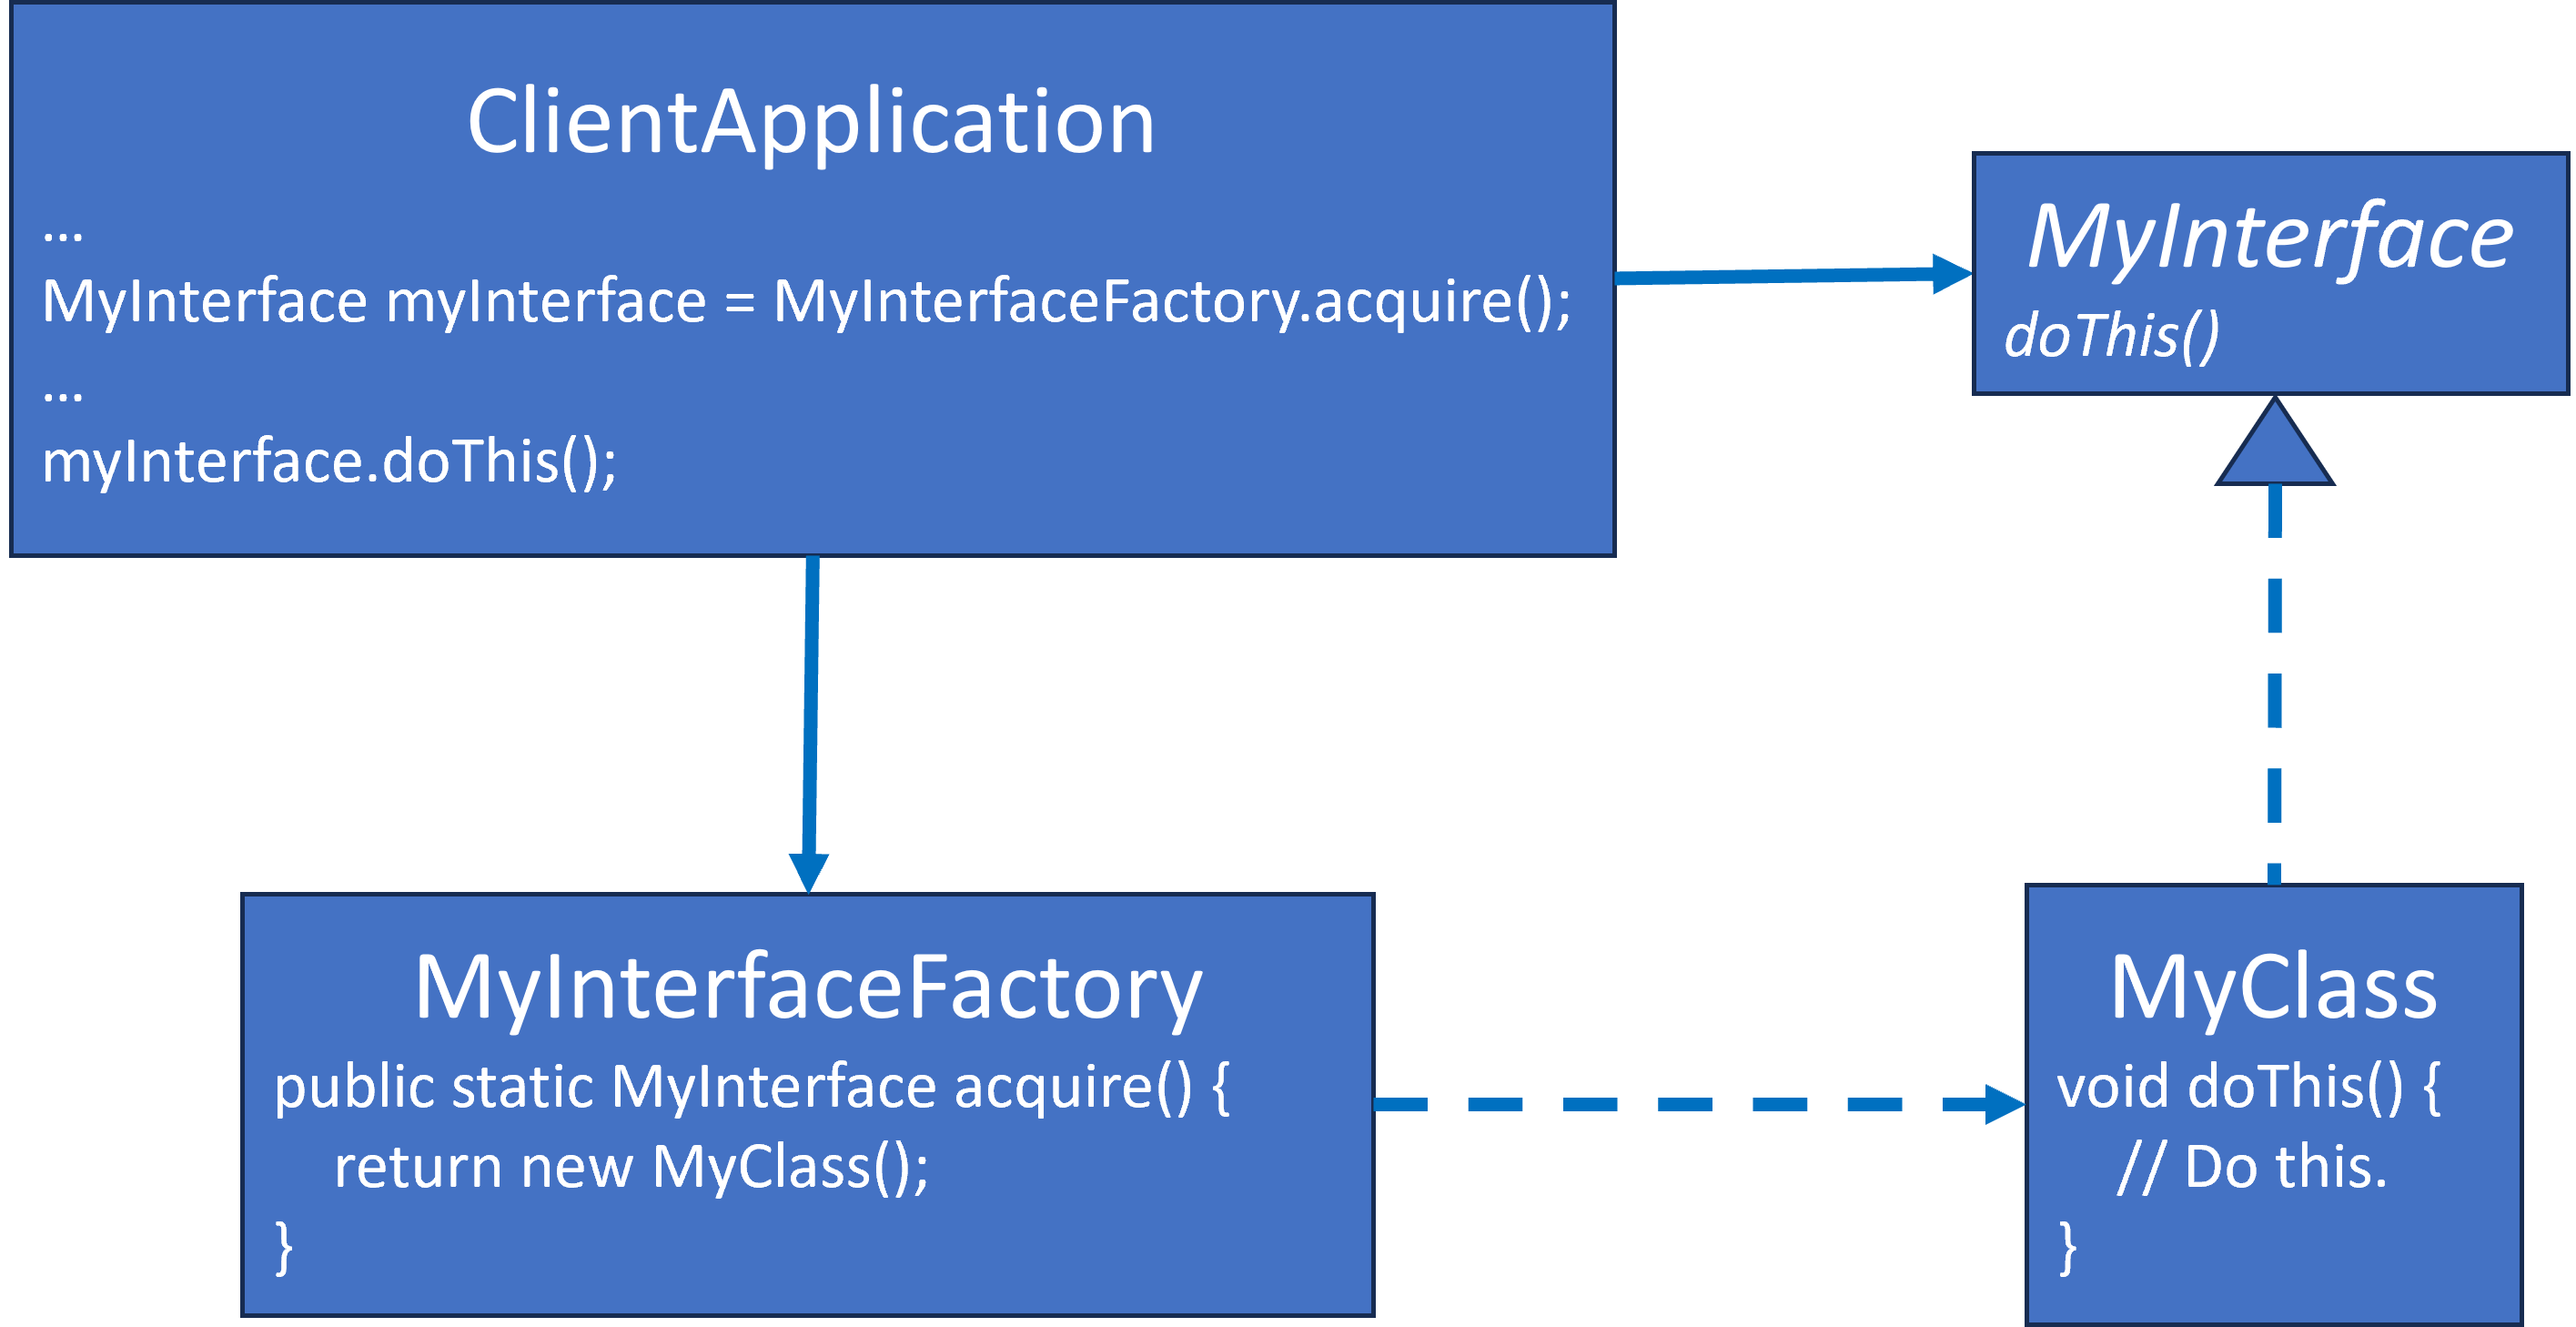 ClientApplication
...
MyInterface myInterface = MyInterfaceFactory.acquire();
...
myInterface.doThis();
MyInterface
doThis()
MyInterfaceFactory
public static MyInterface acquire() {
return new MyClass();
}
MyClass
void doThis() {
// Do this.
}